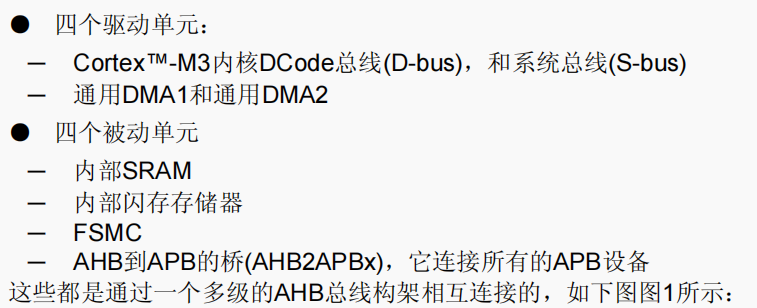 ● 四个驱动单元：
— Cortex™-M3内核DCode总线(D-bus)，和系统总线(S-bus)
— 通用DMA1和通用DMA2
● 四个被动单元
— 内部SRAM
— 内部闪存存储器
— FSMC
— AHB到APB的桥(AHB2APBx)，它连接所有的APB设备
这些都是通过一个多级的AHB总线构架相互连接的，如下图图1所示：